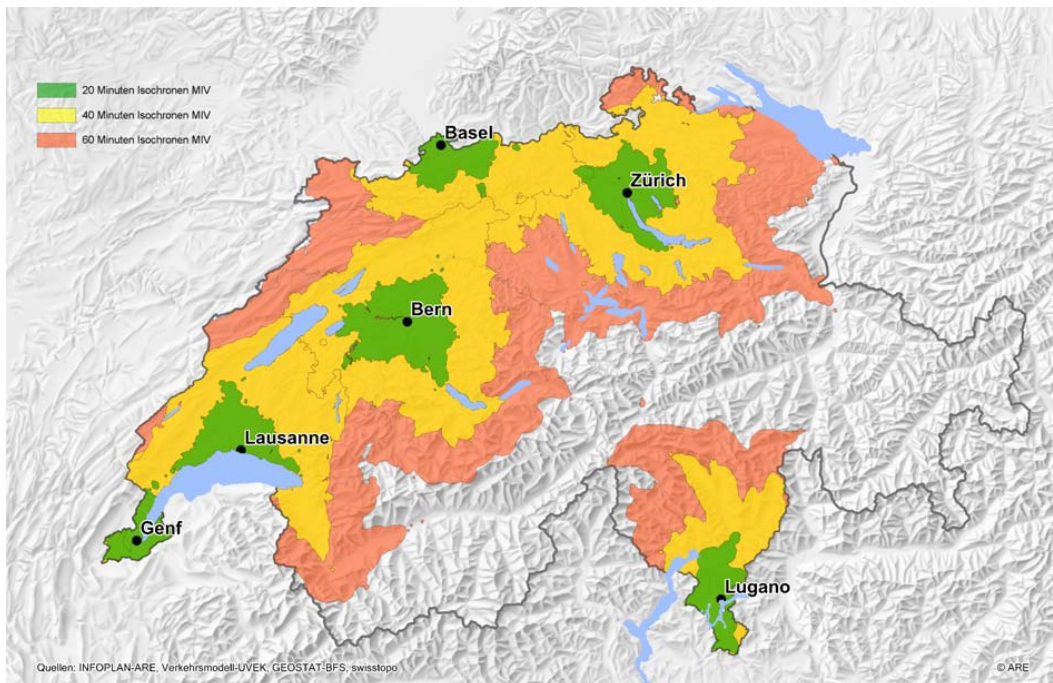 20 Minuten Isochronen MIV
40 Minuten Isochronen MIV
60 Minuten Isochronen MIV
Basel
Zürich
Bern
Lausanne
Genf
Lugano
Quellen: INFOPLAN-ARE, Verkehrsmodell-UVEK, GEOSTAT-BFS, swisstopo
© ARE